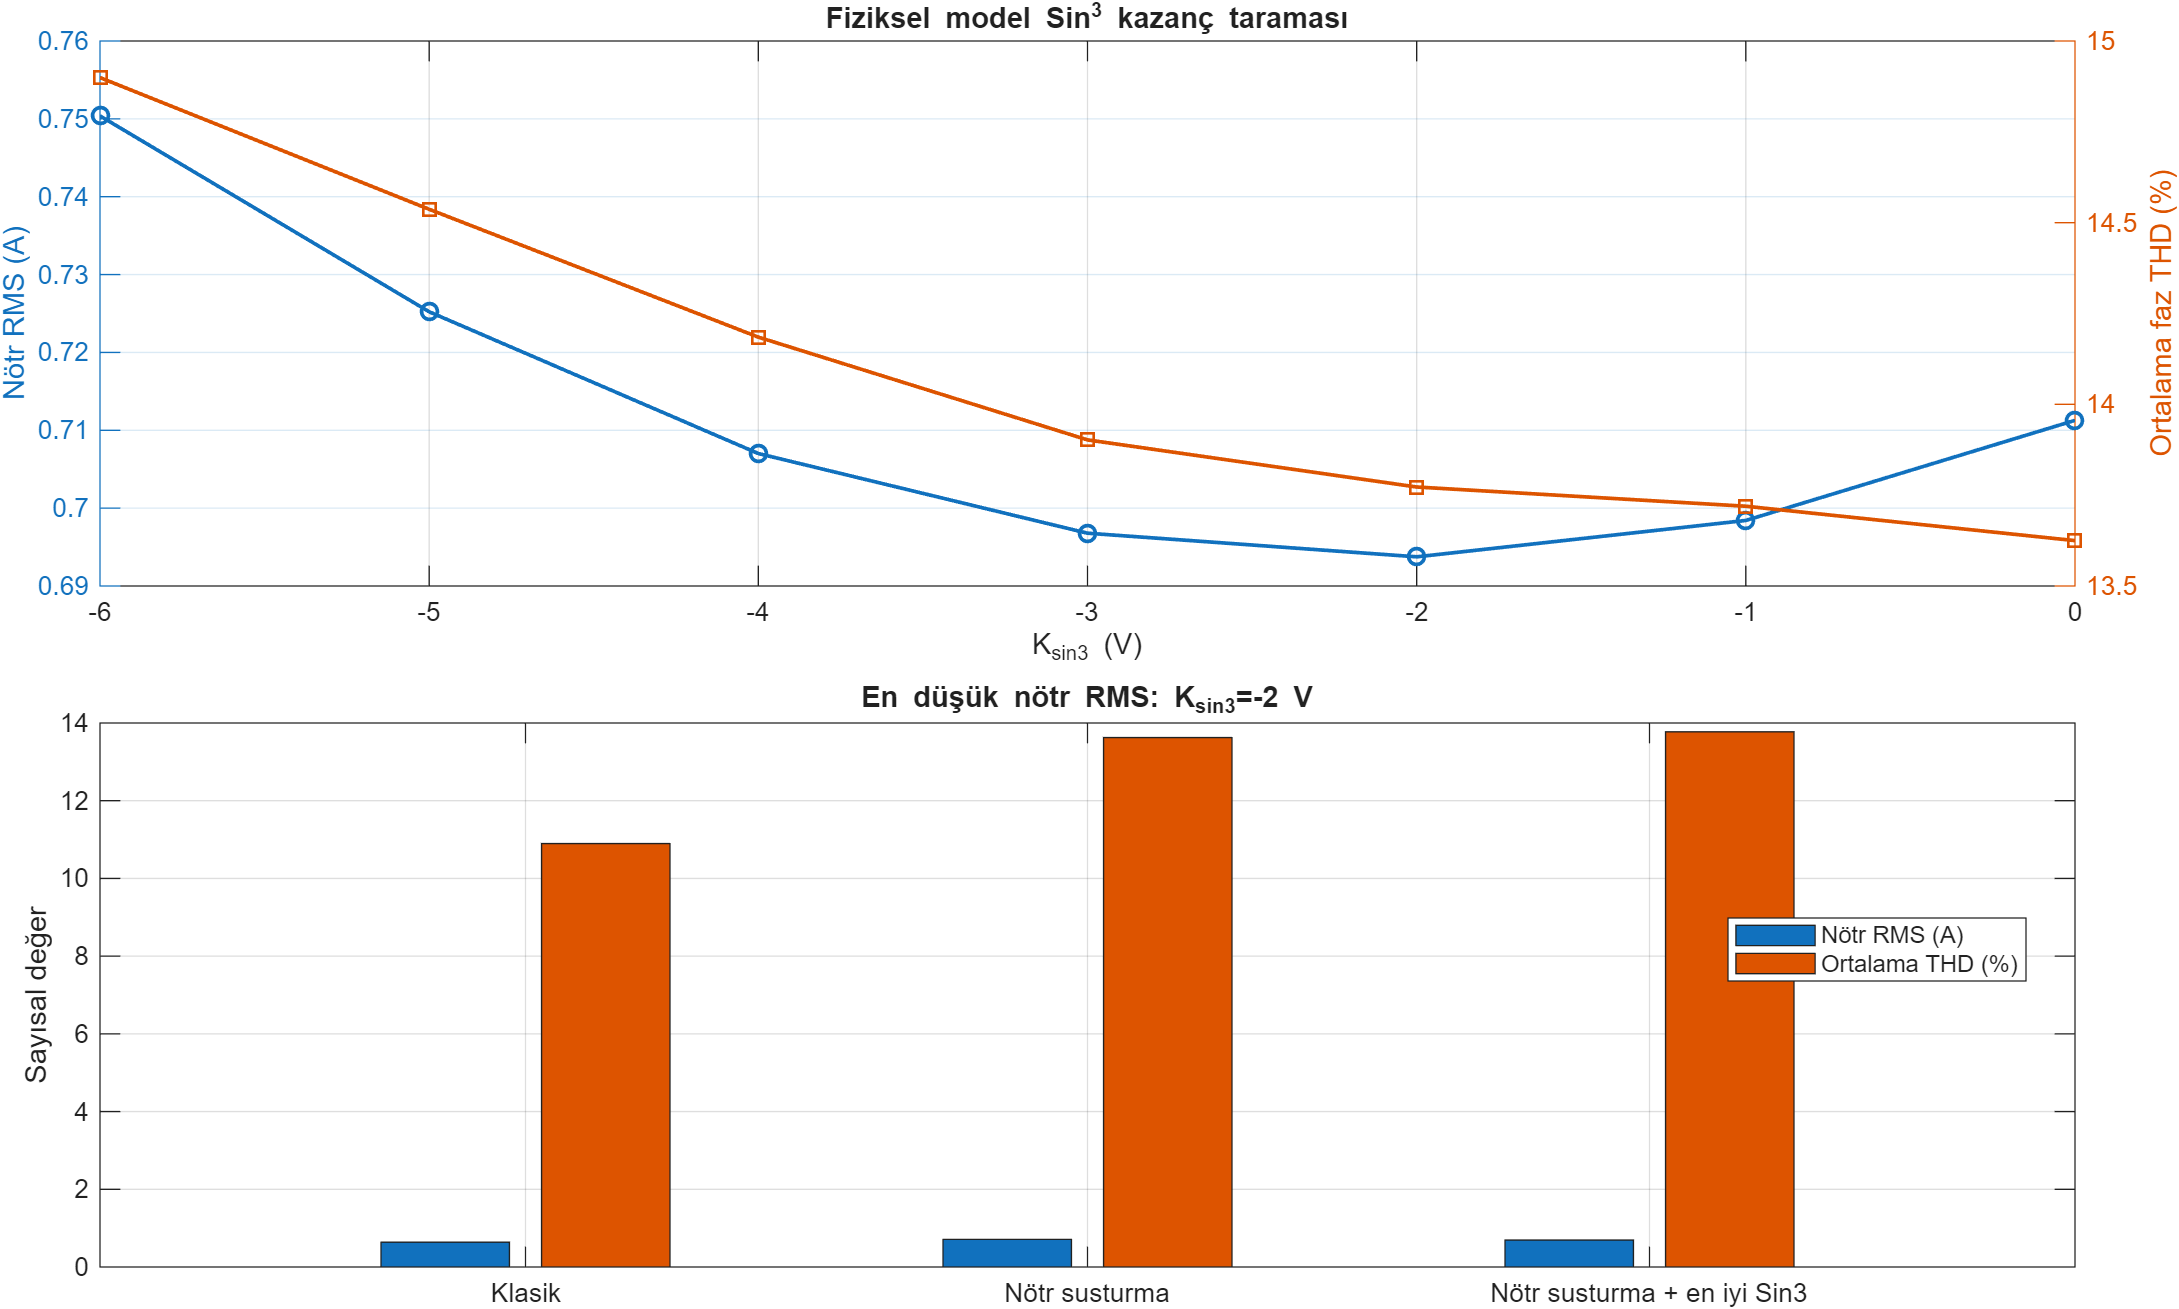 Fiziksel model Sin³ kazanç taraması
0.76
0.75
0.74
0.73
0.72
0.71
0.7
0.69
Nötr RMS (A)
15
14.5
14
13.5
Ortalama faz THD (%)
-6 -5 -4 -3 -2 -1 0
Ksin3 (V)
En düşük nötr RMS: Ksin3=-2 V
14
12
10
8
6
4
2
0
Sayısal değer
Nötr RMS (A)
Ortalama THD (%)
Klasik Nötr susturma Nötr susturma + en iyi Sin3